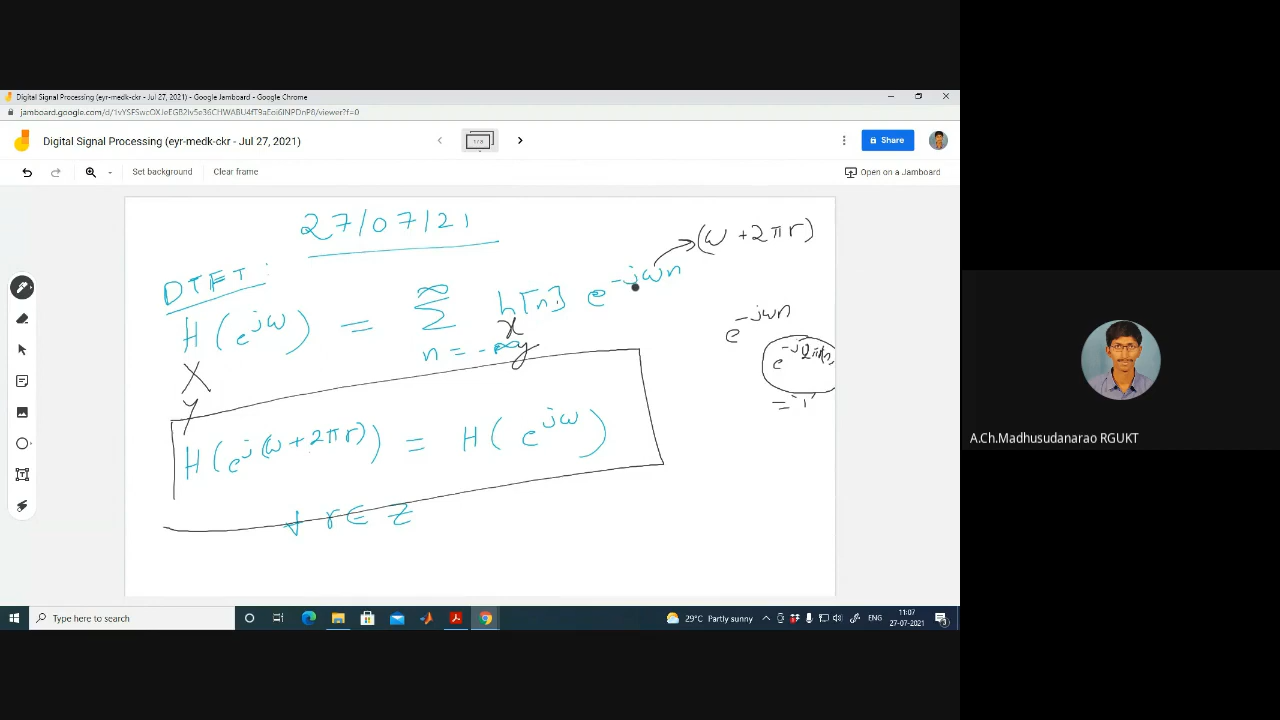 Digital Signal Processing (eyr-medk-ckr - Jul 27, 2021) - Google Jamboard - Google Chrome
Digital Signal Processing (eyr-medk-ckr - Jul 27, 2021)
1/8
Share
Set background
Clear frame
Open on a Jamboard
27/07/21
(ω + 2πr)
DTFT:
H(e^{jω}) = ∑_{n = -∞}^{∞} h[n] e^{-jωn}
x
y
e^{-jωn}
= '1'
X
Y
H(e^{j(ω + 2πr)}) = H(e^{jω})
∀ r ∈ Z
A.Ch.Madhusudanarao RGUKT
Type here to search
29°C Partly sunny
ENG
11:07
27-07-2021